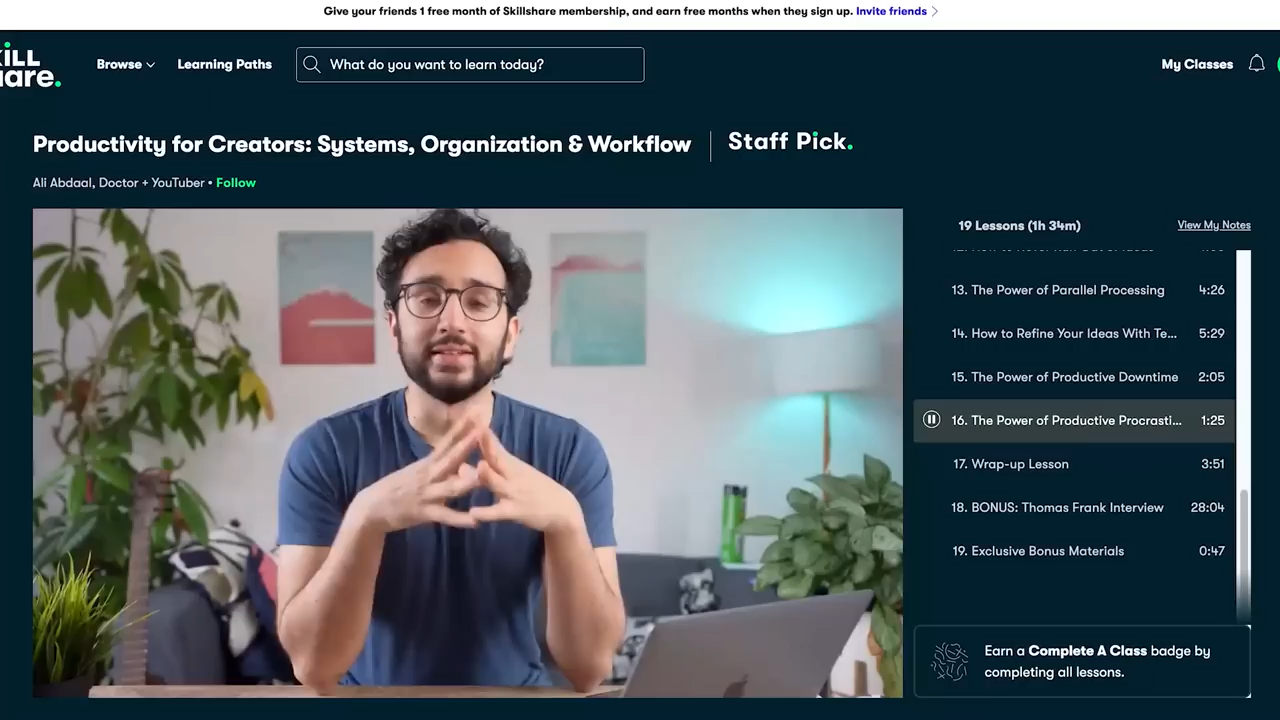 Give your friends 1 free month of Skillshare membership, and earn free months when they sign up. Invite friends
Browse
Learning Paths
What do you want to learn today?
My Classes
Productivity for Creators: Systems, Organization & Workflow
Staff Pick.
Ali Abdaal, Doctor + YouTuber • Follow
19 Lessons (1h 34m)
View My Notes
13. The Power of Parallel Processing 4:26
14. How to Refine Your Ideas With Te... 5:29
15. The Power of Productive Downtime 2:05
16. The Power of Productive Procrasti... 1:25
17. Wrap-up Lesson 3:51
18. BONUS: Thomas Frank Interview 28:04
19. Exclusive Bonus Materials 0:47
Earn a Complete A Class badge by
completing all lessons.